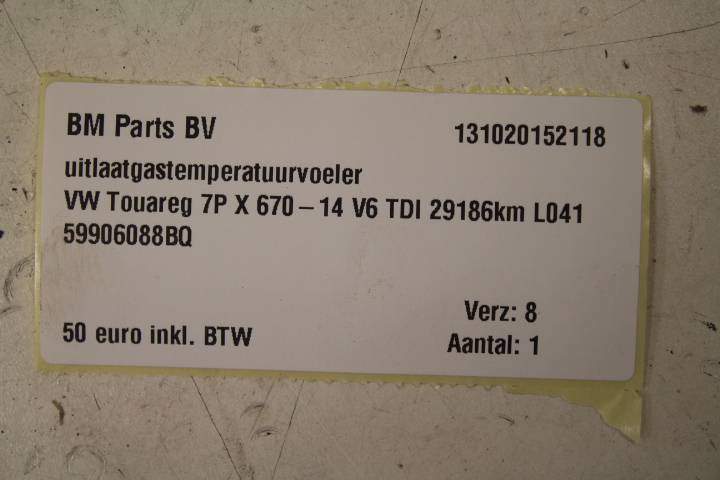 BM Parts BV 131020152118
uitlaatgastemperatuurvoeler
VW Touareg 7P X 670 – 14 V6 TDI 29186km L041
59906088BQ
Verz: 8
50 euro inkl. BTW Aantal: 1